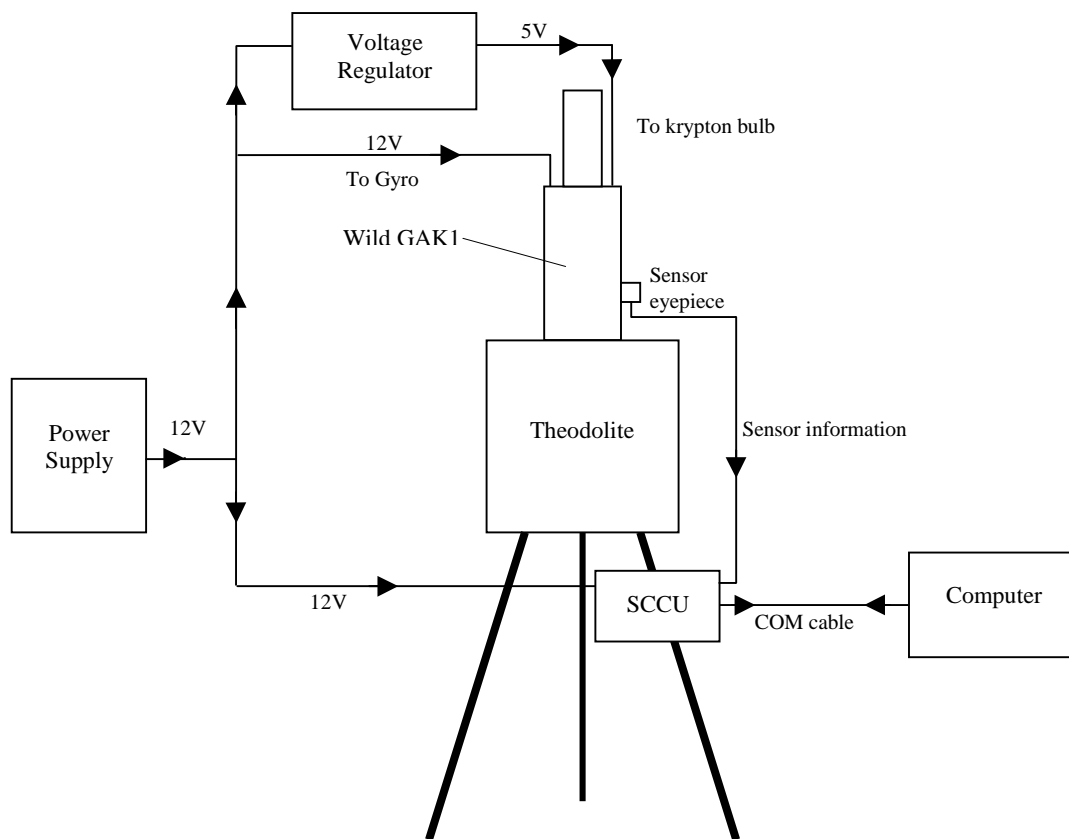 Voltage
Regulator
5V
To krypton bulb
12V
To Gyro
Wild GAK1
Sensor
eyepiece
Power
Supply
12V
Theodolite
Sensor information
12V
SCCU
COM cable
Computer